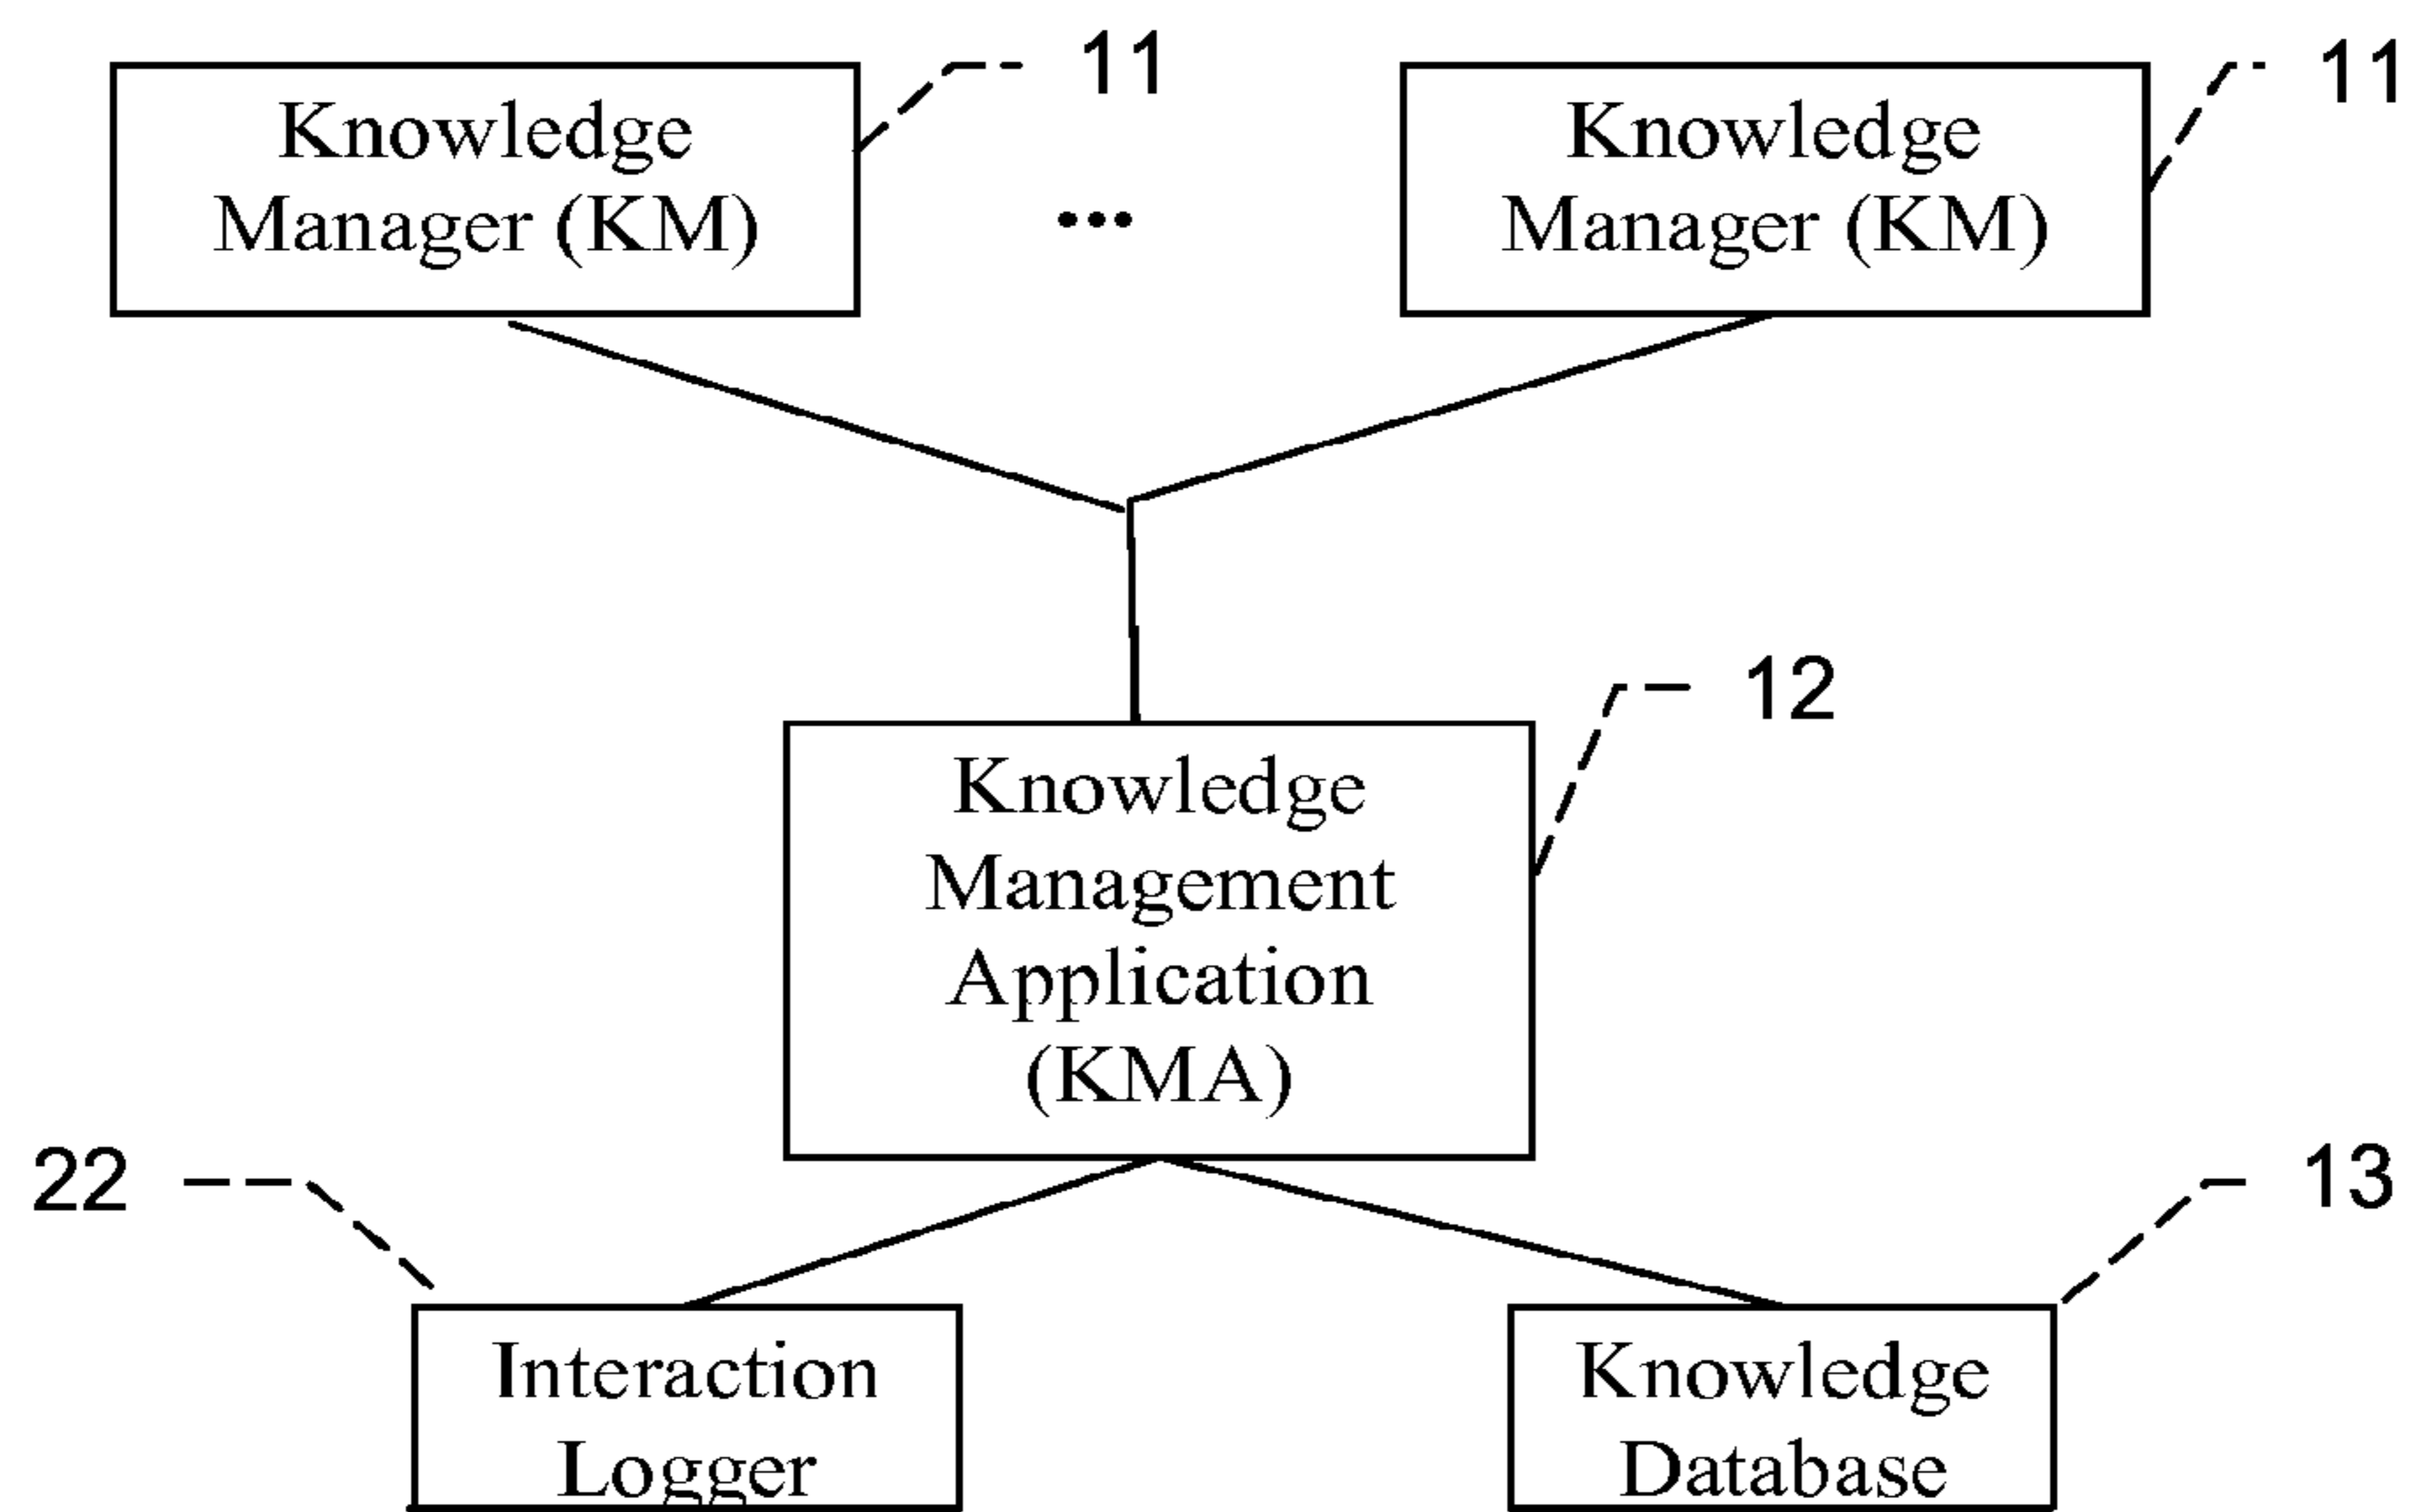 11
11
Knowledge
Manager (KM)
...
Knowledge
Manager (KM)
12
Knowledge
Management
Application
(KMA)
22
13
Interaction
Logger
Knowledge
Database